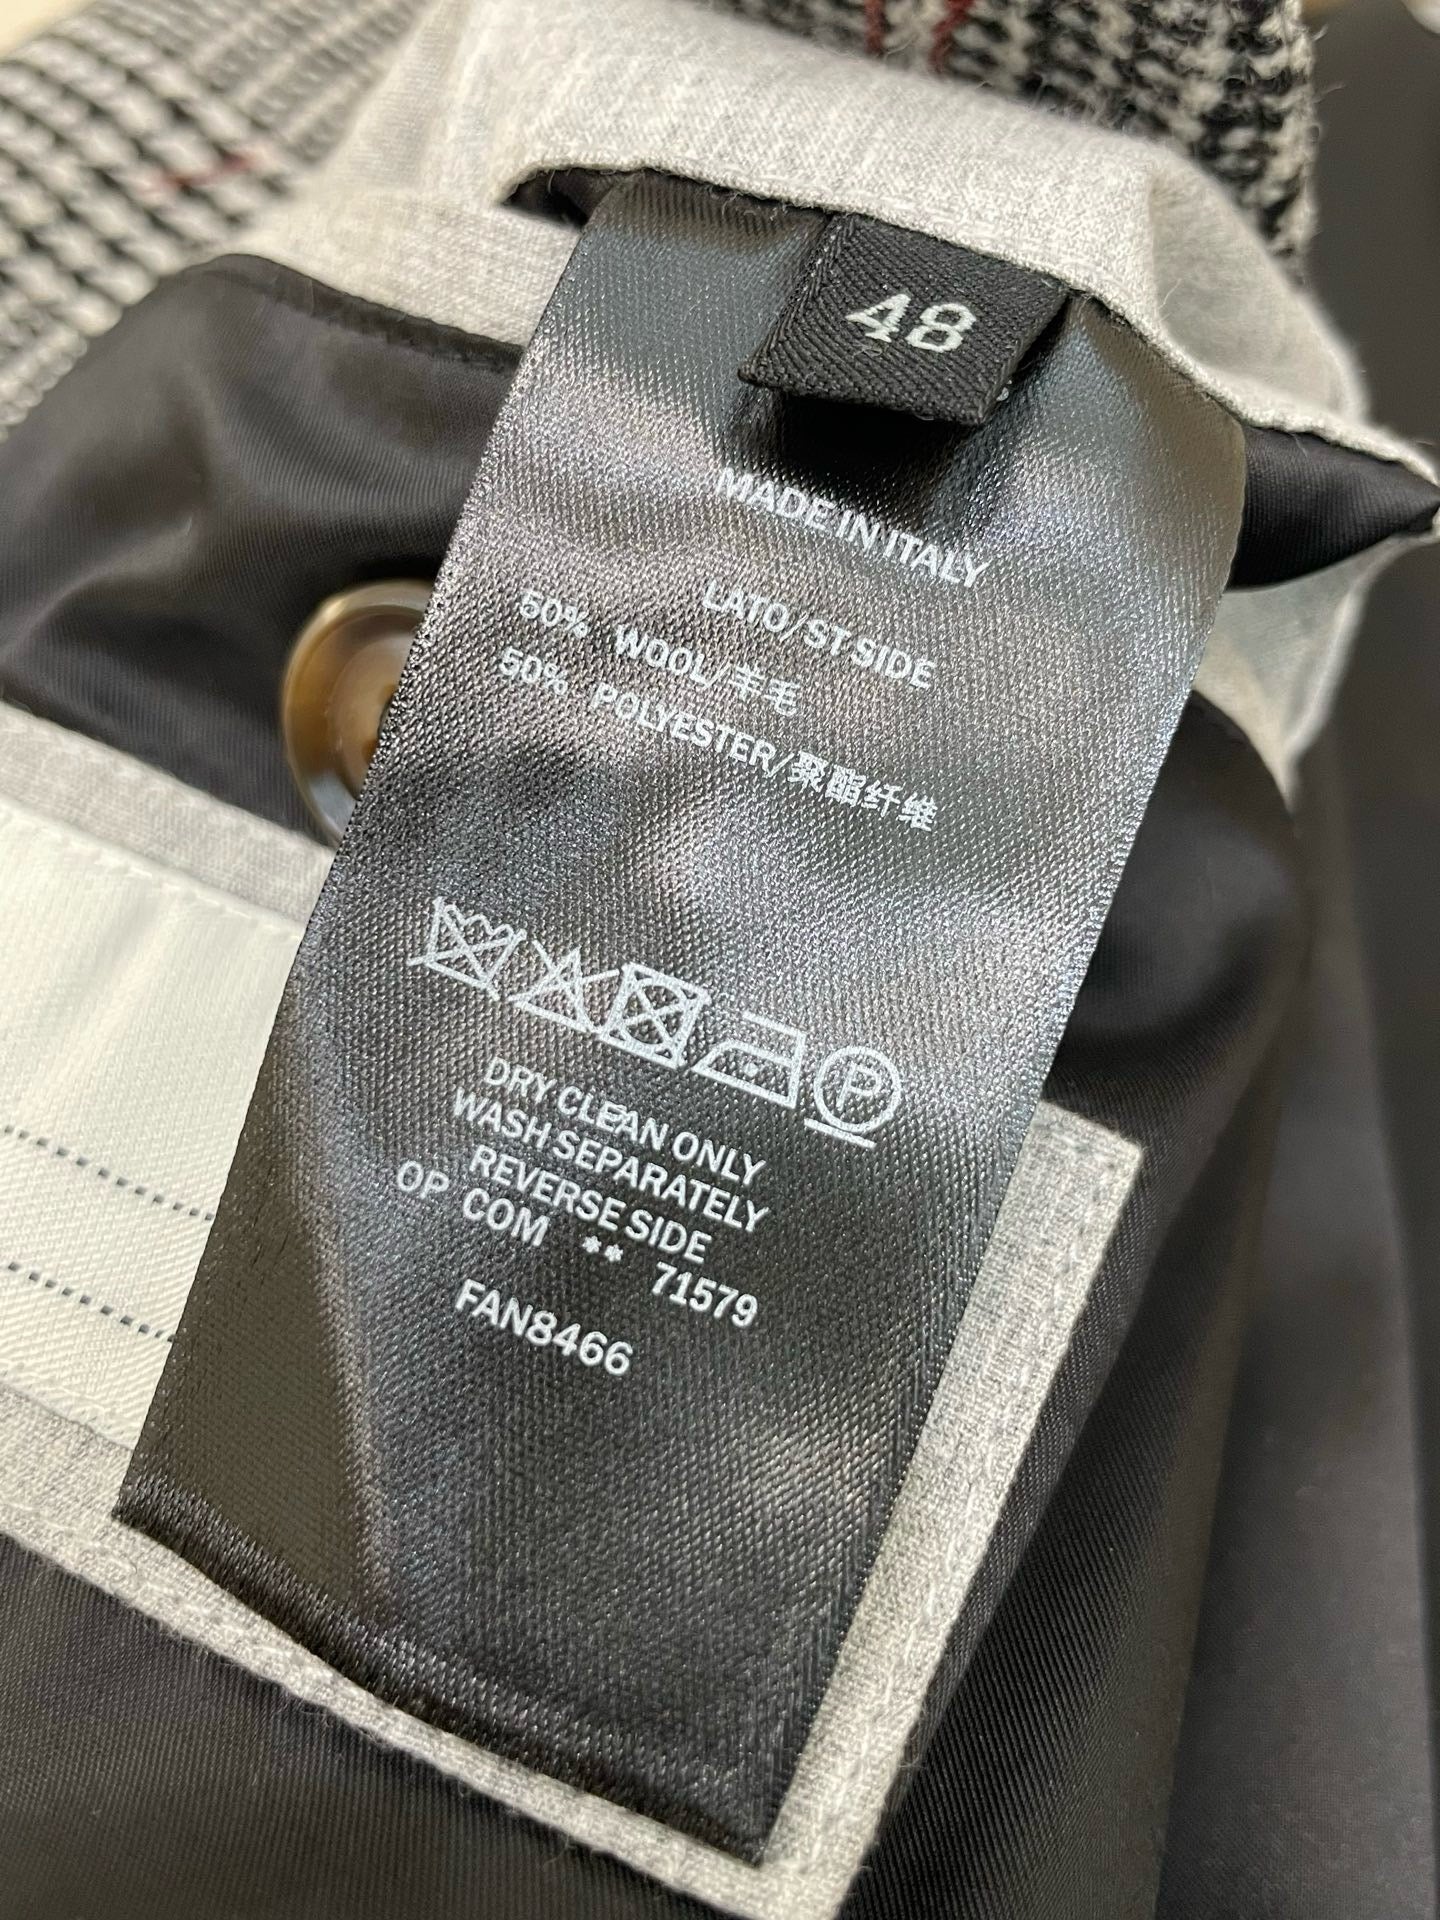 48
MADE IN ITALY
LATO/ST SIDE
50% WOOL/羊毛
50% POLYESTER/聚酯纤维
P
DRY CLEAN ONLY
WASH SEPARATELY
REVERSE SIDE
OP COM ** 71579
FAN8466